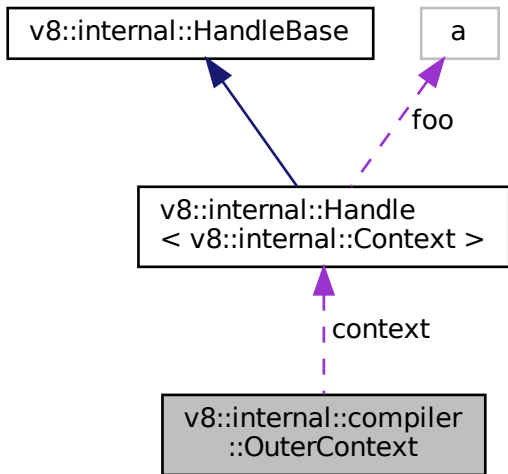 v8::internal::HandleBase
a
foo
v8::internal::Handle
< v8::internal::Context >
context
v8::internal::compiler
::OuterContext